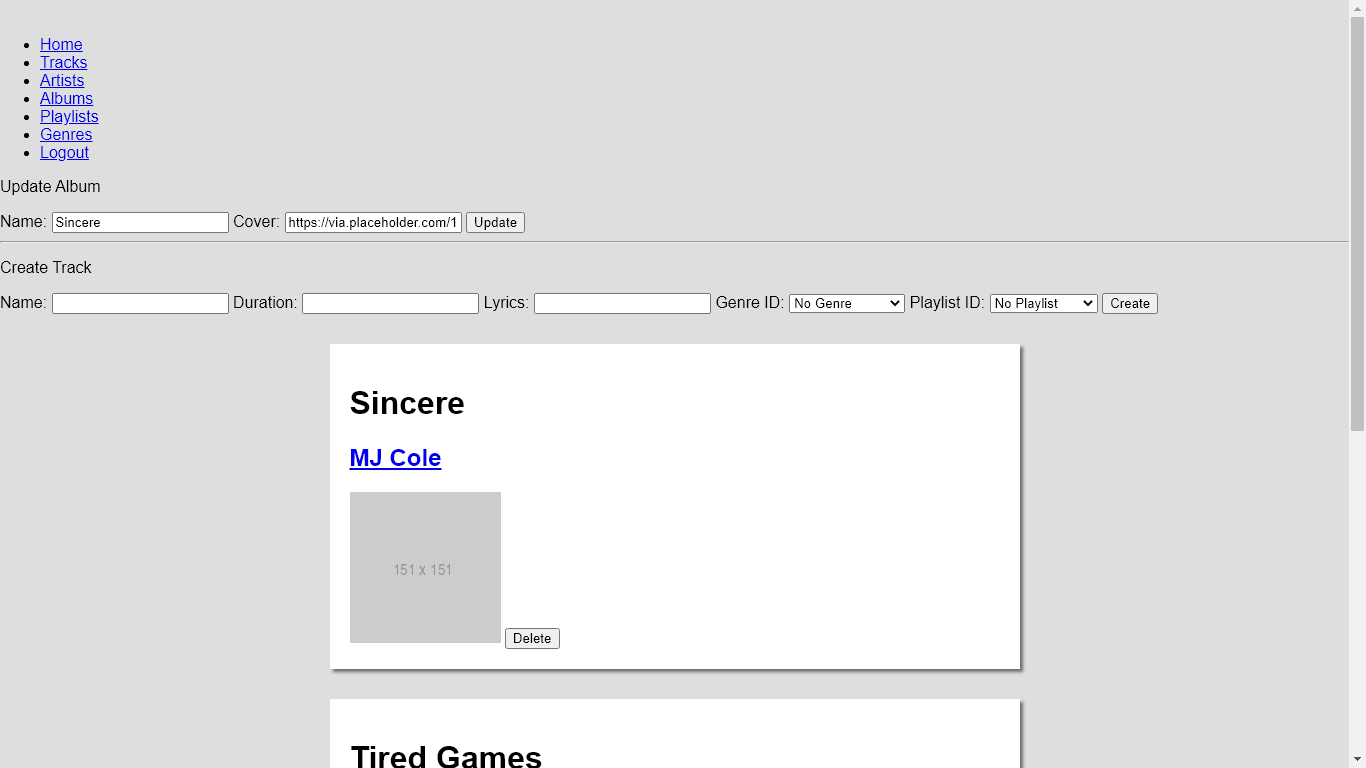 Home
Tracks
Artists
Albums
Playlists
Genres
Logout
Update Album
Name: Sincere Cover: https://via.placeholder.com/1 Update
Create Track
Name: Duration: Lyrics: Genre ID: No Genre Playlist ID: No Playlist Create
Sincere
MJ Cole
151 x 151
Delete
Tired Games